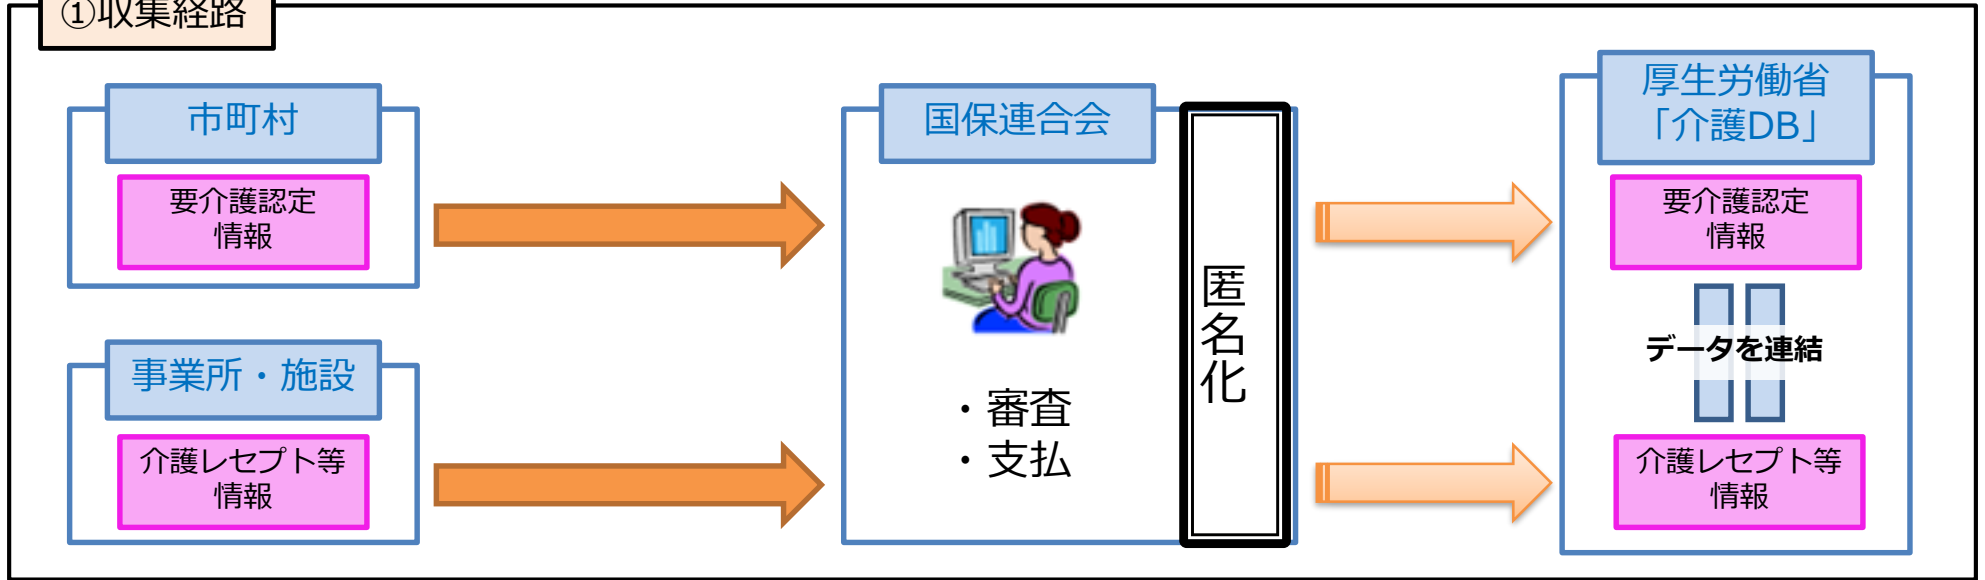 ①収集経路
市町村
要介護認定
情報
事業所・施設
介護レセプト等
情報
国保連合会
・審査
・支払
匿名化
厚生労働省
「介護DB」
要介護認定
情報
データを連結
介護レセプト等
情報